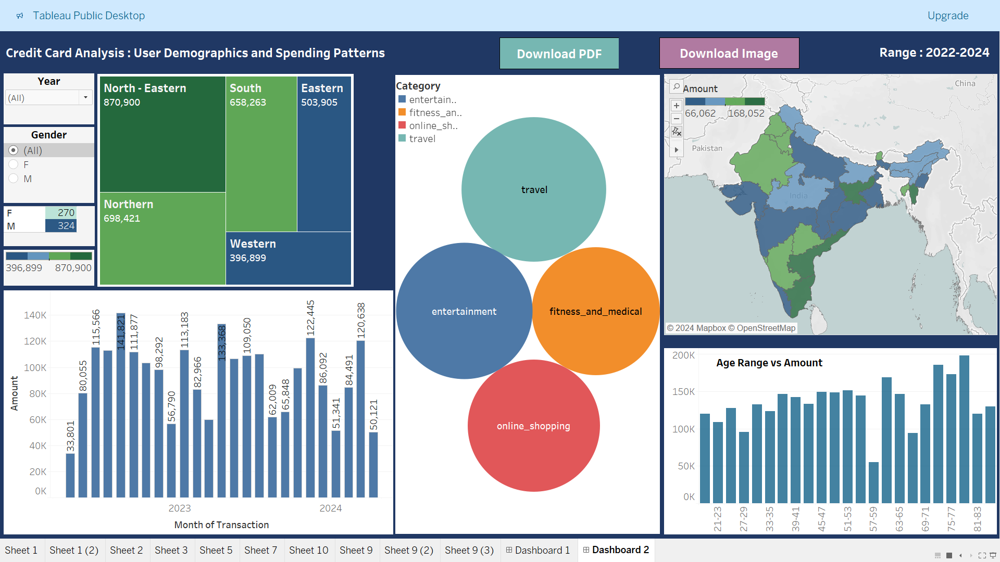 Tableau Public Desktop
Upgrade
Credit Card Analysis : User Demographics and Spending Patterns
Download PDF
Download Image
Range : 2022-2024
Year
(All)
Gender
(All)
F
M
F 270
M 324
396,899 870,900
North - Eastern
870,900
South
658,263
Eastern
503,905
Northern
698,421
Western
396,899
Category
entertain..
fitness_an..
online_sh..
travel
travel
entertainment
fitness_and_medical
online_shopping
Amount
66,062 168,052
China
Pakistan
India
© 2024 Mapbox © OpenStreetMap
140K
120K
100K
80K
60K
40K
20K
0K
Amount
33,801
80,055
115,566
141,821
111,877
98,292
56,790
113,183
82,966
133,368
109,050
62,009
65,848
122,445
86,092
51,341
84,491
120,638
50,121
2023
2024
Month of Transaction
Age Range vs Amount
200K
150K
100K
50K
0K
21-23
27-29
33-35
39-41
45-47
51-53
57-59
63-65
69-71
75-77
81-83
Sheet 1
Sheet 1 (2)
Sheet 2
Sheet 3
Sheet 5
Sheet 7
Sheet 10
Sheet 9
Sheet 9 (2)
Sheet 9 (3)
Dashboard 1
Dashboard 2